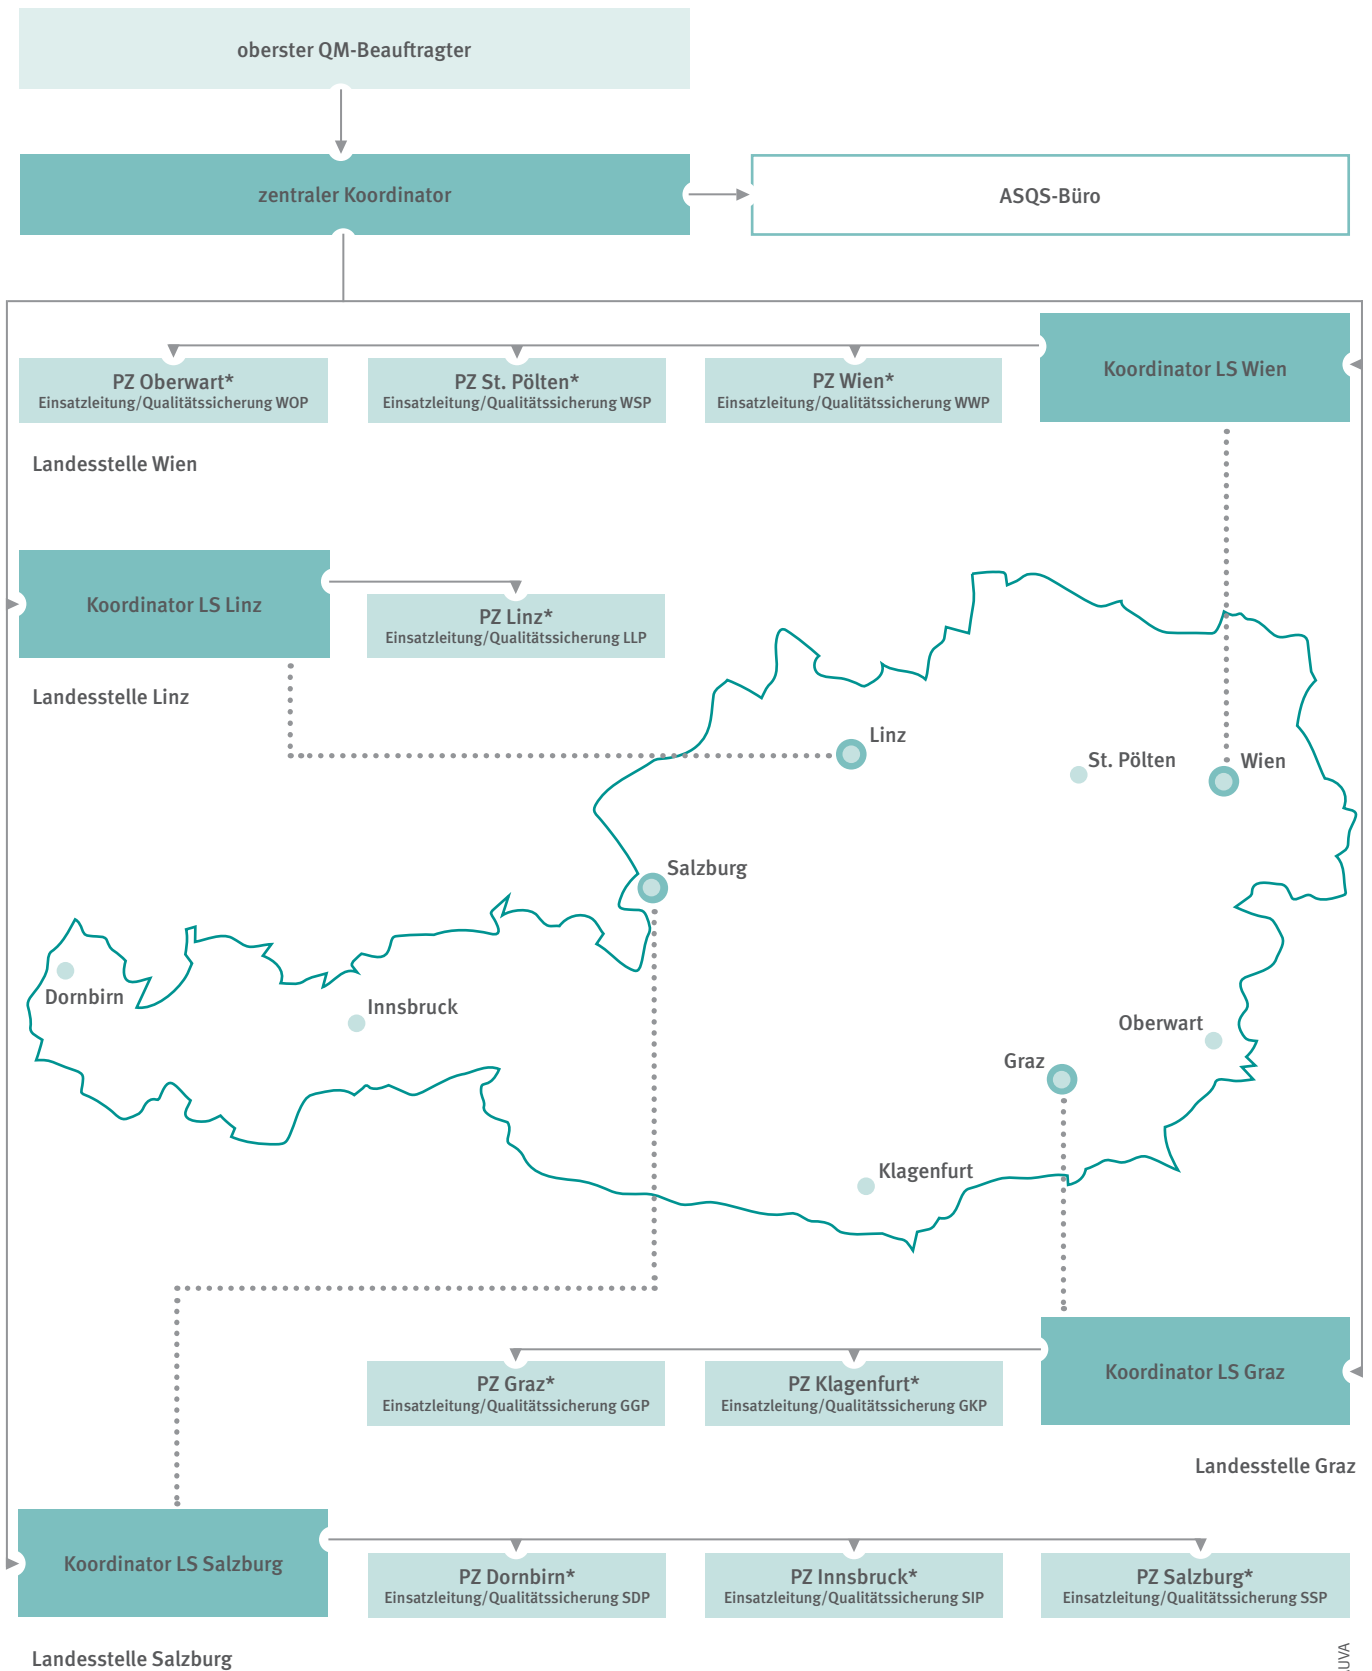 oberster QM-Beauftragter
zentraler Koordinator
ASQS-Büro
Koordinator LS Wien
PZ Oberwart*
Einsatzleitung/Qualitätssicherung WOP
PZ St. Pölten*
Einsatzleitung/Qualitätssicherung WSP
PZ Wien*
Einsatzleitung/Qualitätssicherung WWP
Landesstelle Wien
Koordinator LS Linz
PZ Linz*
Einsatzleitung/Qualitätssicherung LLP
Landesstelle Linz
Linz
St. Pölten
Wien
Salzburg
Dornbirn
Innsbruck
Oberwart
Graz
Klagenfurt
PZ Graz*
Einsatzleitung/Qualitätssicherung GGP
PZ Klagenfurt*
Einsatzleitung/Qualitätssicherung GKP
Koordinator LS Graz
Landesstelle Graz
Koordinator LS Salzburg
PZ Dornbirn*
Einsatzleitung/Qualitätssicherung SDP
PZ Innsbruck*
Einsatzleitung/Qualitätssicherung SIP
PZ Salzburg*
Einsatzleitung/Qualitätssicherung SSP
Landesstelle Salzburg
AUVA